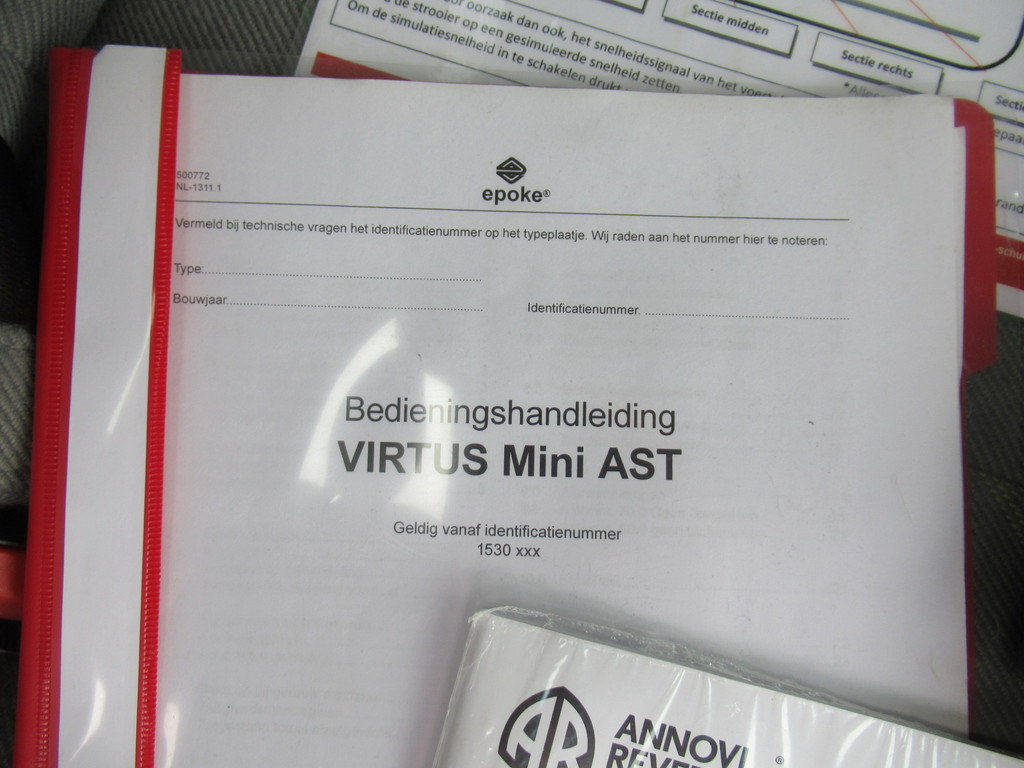 oorzaak dan ook, het snelheidssignaal van het
de strooier op een gesimuleerde snelheid zetten.
Om de simulatiesnelheid in te schakelen drukt
Sectie midden
Sectie rechts
500772
NL-1311.1
epoke®
Vermeld bij technische vragen het identificatienummer op het typeplaatje. Wij raden aan het nummer hier te noteren:
Type:
Bouwjaar
Identificatienummer.
Bedieningshandleiding
VIRTUS Mini AST
Geldig vanaf identificatienummer
1530 xxx
AR
ANNOVI
®